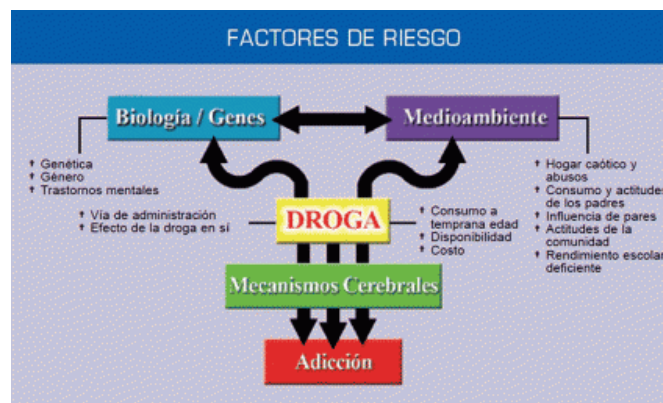 FACTORES DE RIESGO
Biología / Genes
Medioambiente
† Genética
† Género
† Trastornos mentales
† Hogar caótico y
abusos
† Consumo y actitudes
de los padres
† Influencia de pares
† Actitudes de la
comunidad
† Rendimiento escolar
deficiente
† Vía de administración
† Efecto de la droga en sí
DROGA
† Consumo a
temprana edad
† Disponibilidad
† Costo
Mecanismos Cerebrales
Adicción